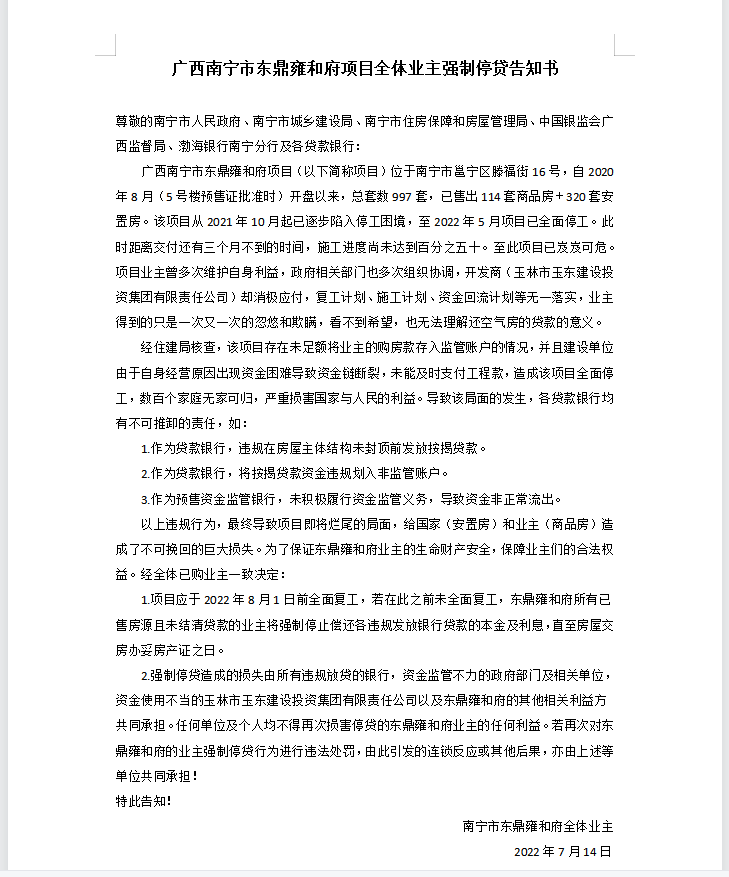 广西南宁市东鼎雍和府项目全体业主强制停贷告知书
尊敬的南宁市人民政府、南宁市城乡建设局、南宁市住房保障和房屋管理局、中国银监会广
西监督局、渤海银行南宁分行及各贷款银行：
广西南宁市东鼎雍和府项目（以下简称项目）位于南宁市邕宁区滕福街 16 号，自 2020
年 8 月（5 号楼预售证批准时）开盘以来，总套数 997 套，已售出 114 套商品房＋320 套安
置房。该项目从 2021 年 10 月起已逐步陷入停工困境，至 2022 年 5 月项目已全面停工。此
时距离交付还有三个月不到的时间，施工进度尚未达到百分之五十。至此项目已岌岌可危。
项目业主曾多次维护自身利益，政府相关部门也多次组织协调，开发商（玉林市玉东建设投
资集团有限责任公司）却消极应付，复工计划、施工计划、资金回流计划等无一落实，业主
得到的只是一次又一次的忽悠和欺瞒，看不到希望，也无法理解还空气房的贷款的意义。
经住建局核查，该项目存在未足额将业主的购房款存入监管账户的情况，并且建设单位
由于自身经营原因出现资金困难导致资金链断裂，未能及时支付工程款，造成该项目全面停
工，数百个家庭无家可归，严重损害国家与人民的利益。导致该局面的发生，各贷款银行均
有不可推卸的责任，如：
1.作为贷款银行，违规在房屋主体结构未封顶前发放按揭贷款。
2.作为贷款银行，将按揭贷款资金违规划入非监管账户。
3.作为预售资金监管银行，未积极履行资金监管义务，导致资金非正常流出。
以上违规行为，最终导致项目即将烂尾的局面，给国家（安置房）和业主（商品房）造
成了不可挽回的巨大损失。为了保证东鼎雍和府业主的生命财产安全，保障业主们的合法权
益。经全体已购业主一致决定：
1.项目应于 2022 年 8 月 1 日前全面复工，若在此之前未全面复工，东鼎雍和府所有已
售房源且未结清贷款的业主将强制停止偿还各违规发放银行贷款的本金及利息，直至房屋交
房办妥房产证之日。
2.强制停贷造成的损失由所有违规放贷的银行，资金监管不力的政府部门及相关单位，
资金使用不当的玉林市玉东建设投资集团有限责任公司以及东鼎雍和府的其他相关利益方
共同承担。任何单位及个人均不得再次损害停贷的东鼎雍和府业主的任何利益。若再次对东
鼎雍和府的业主强制停贷行为进行违法处罚，由此引发的连锁反应或其他后果，亦由上述等
单位共同承担！
特此告知！
南宁市东鼎雍和府全体业主
2022 年 7 月 14 日